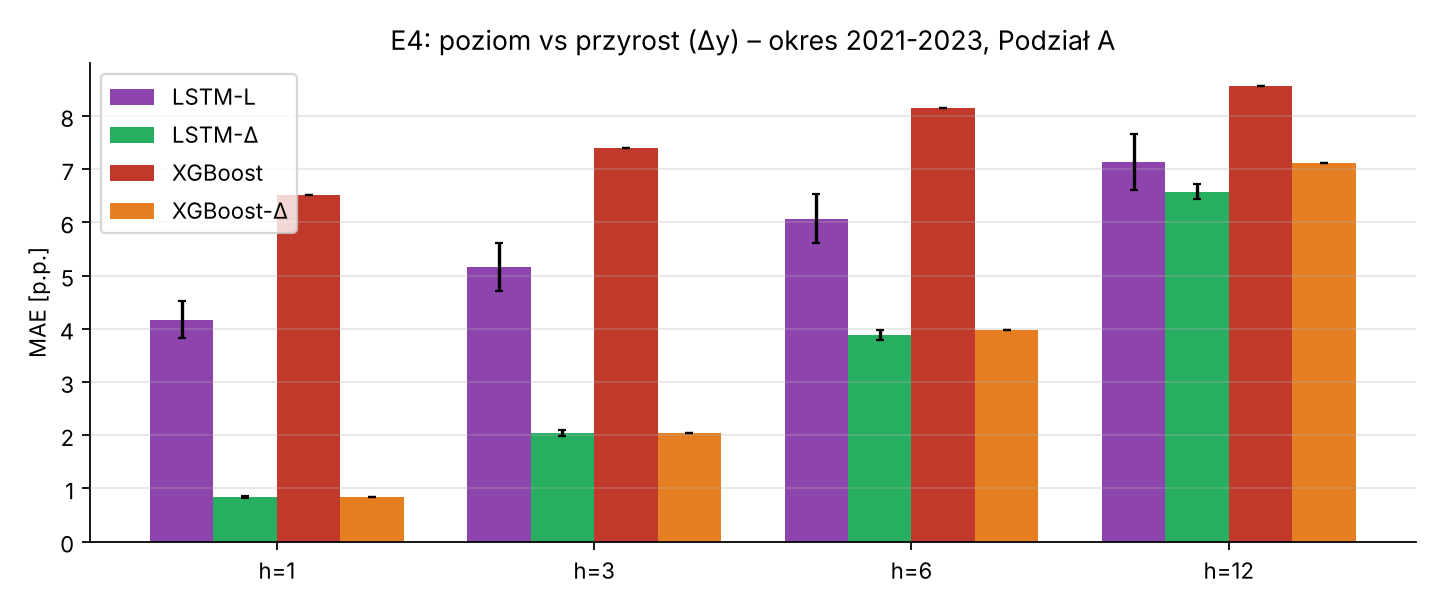 E4: poziom vs przyrost (Δy) – okres 2021-2023, Podział A
LSTM-L
LSTM-Δ
XGBoost
XGBoost-Δ
MAE [p.p.]
8
7
6
5
4
3
2
1
0
h=1
h=3
h=6
h=12